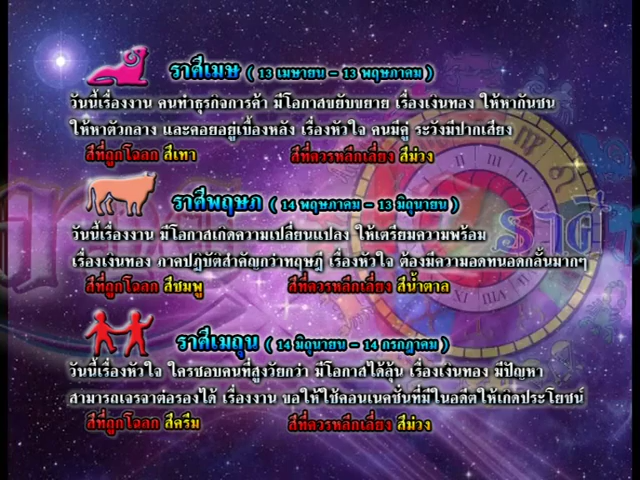 ราศีเมษ ( 13 เมษายน - 13 พฤษภาคม )
วันนี้เรื่องงาน คนทำธุรกิจการค้า มีโอกาสขยับขยาย เรื่องเงินทอง ให้หากันชน
ให้หาตัวกลาง และคอยอยู่เบื้องหลัง เรื่องหัวใจ คนมีคู่ ระวังมีปากเสียง
สีที่ถูกโฉลก สีเทา สีที่ควรหลีกเลี่ยง สีม่วง
ราศีพฤษภ ( 14 พฤษภาคม - 13 มิถุนายน )
วันนี้เรื่องงาน มีโอกาสเกิดความเปลี่ยนแปลง ให้เตรียมความพร้อม
เรื่องเงินทอง ภาคปฏิบัติสำคัญกว่าทฤษฎี เรื่องหัวใจ ต้องมีความอดทนอดกลั้นมากๆ
สีที่ถูกโฉลก สีชมพู สีที่ควรหลีกเลี่ยง สีน้ำตาล
ราศีเมถุน ( 14 มิถุนายน - 14 กรกฎาคม )
วันนี้เรื่องหัวใจ ใครชอบคนที่สูงวัยกว่า มีโอกาสได้ลุ้น เรื่องเงินทอง มีปัญหา
สามารถเจรจาต่อรองได้ เรื่องงาน ขอให้ใช้คอนเนคชั่นที่มีในอดีตให้เกิดประโยชน์
สีที่ถูกโฉลก สีครีม สีที่ควรหลีกเลี่ยง สีม่วง